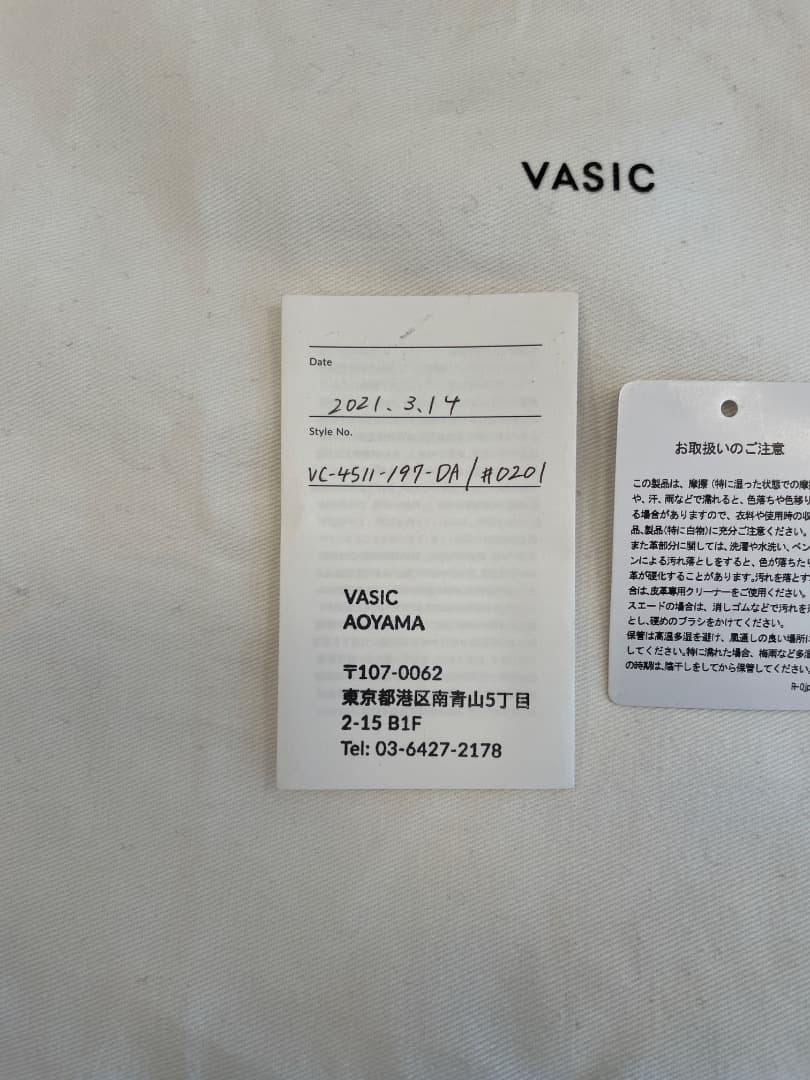 VASIC
Date
2021. 3. 14
Style No.
VC-4511-197-DA/#0201
VASIC
AOYAMA
〒107-0062
東京都港区南青山5丁目
2-15 B1F
Tel: 03-6427-2178
お取扱いのご注意
この製品は、摩擦（特に湿った状態での摩
や、汗、雨などで濡れると、色落ちや色移り
る場合がありますので、衣料や使用時の収
品、製品（特に白物）に充分ご注意ください。
また革部分に関しては、洗濯や水洗い、ベン
ンによる汚れ落としをすると、色が落ちたり
革が硬化することがあります。汚れを落とす
合は、皮革専用クリーナーをご使用ください。
スエードの場合は、消しゴムなどで汚れを
とし、硬めのブラシをかけてください。
保管は高温多湿を避け、風通しの良い場所に
してください。特に濡れた場合、梅雨など多湿
の時期は、陰干しをしてから保管してください。